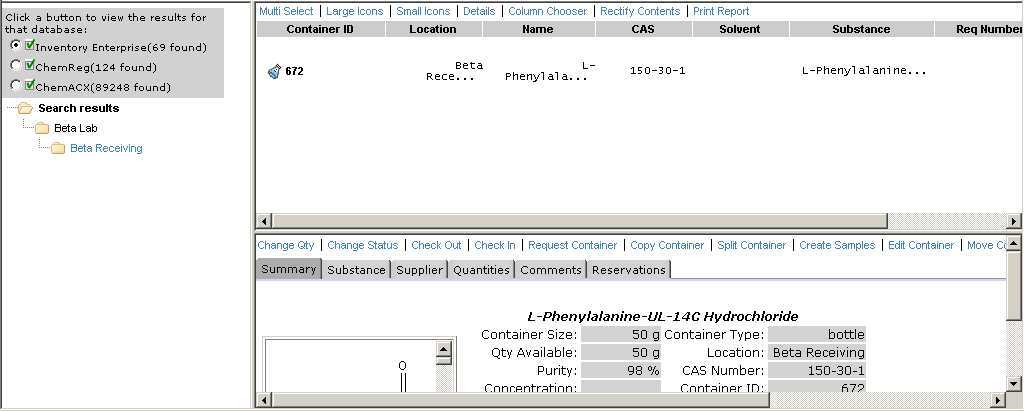 Click a button to view the results for
that database:
Inventory Enterprise(69 found)
ChemReg(124 found)
ChemACX(89248 found)
Search results
Beta Lab
Beta Receiving
Multi Select | Large Icons | Small Icons | Details | Column Chooser | Rectify Contents | Print Report
Container ID Location Name CAS Solvent Substance Req Number
672 Beta Rece... L-Phenylala... 150-30-1 L-Phenylalanine...
Change Qty | Change Status | Check Out | Check In | Request Container | Copy Container | Split Container | Create Samples | Edit Container | Move Co
Summary Substance Supplier Quantities Comments Reservations
L-Phenylalanine-UL-14C Hydrochloride
Container Size: 50 g Container Type: bottle
Qty Available: 50 g Location: Beta Receiving
Purity: 98 % CAS Number: 150-30-1
Concentration: Container ID: 672
O